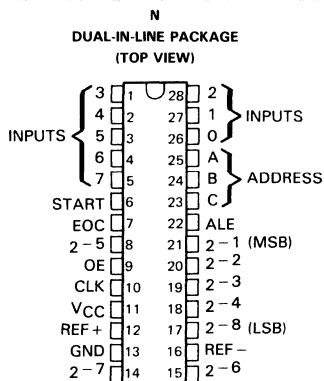 N
DUAL-IN-LINE PACKAGE
(TOP VIEW)
3 1 28 2
4 2 27 1
INPUTS 5 3 26 0 INPUTS
6 4 25 A
7 5 24 B ADDRESS
START 6 23 C
EOC 7 22 ALE
2-5 8 21 2-1 (MSB)
OE 9 20 2-2
CLK 10 19 2-3
VCC 11 18 2-4
REF+ 12 17 2-8 (LSB)
GND 13 16 REF-
2-7 14 15 2-6